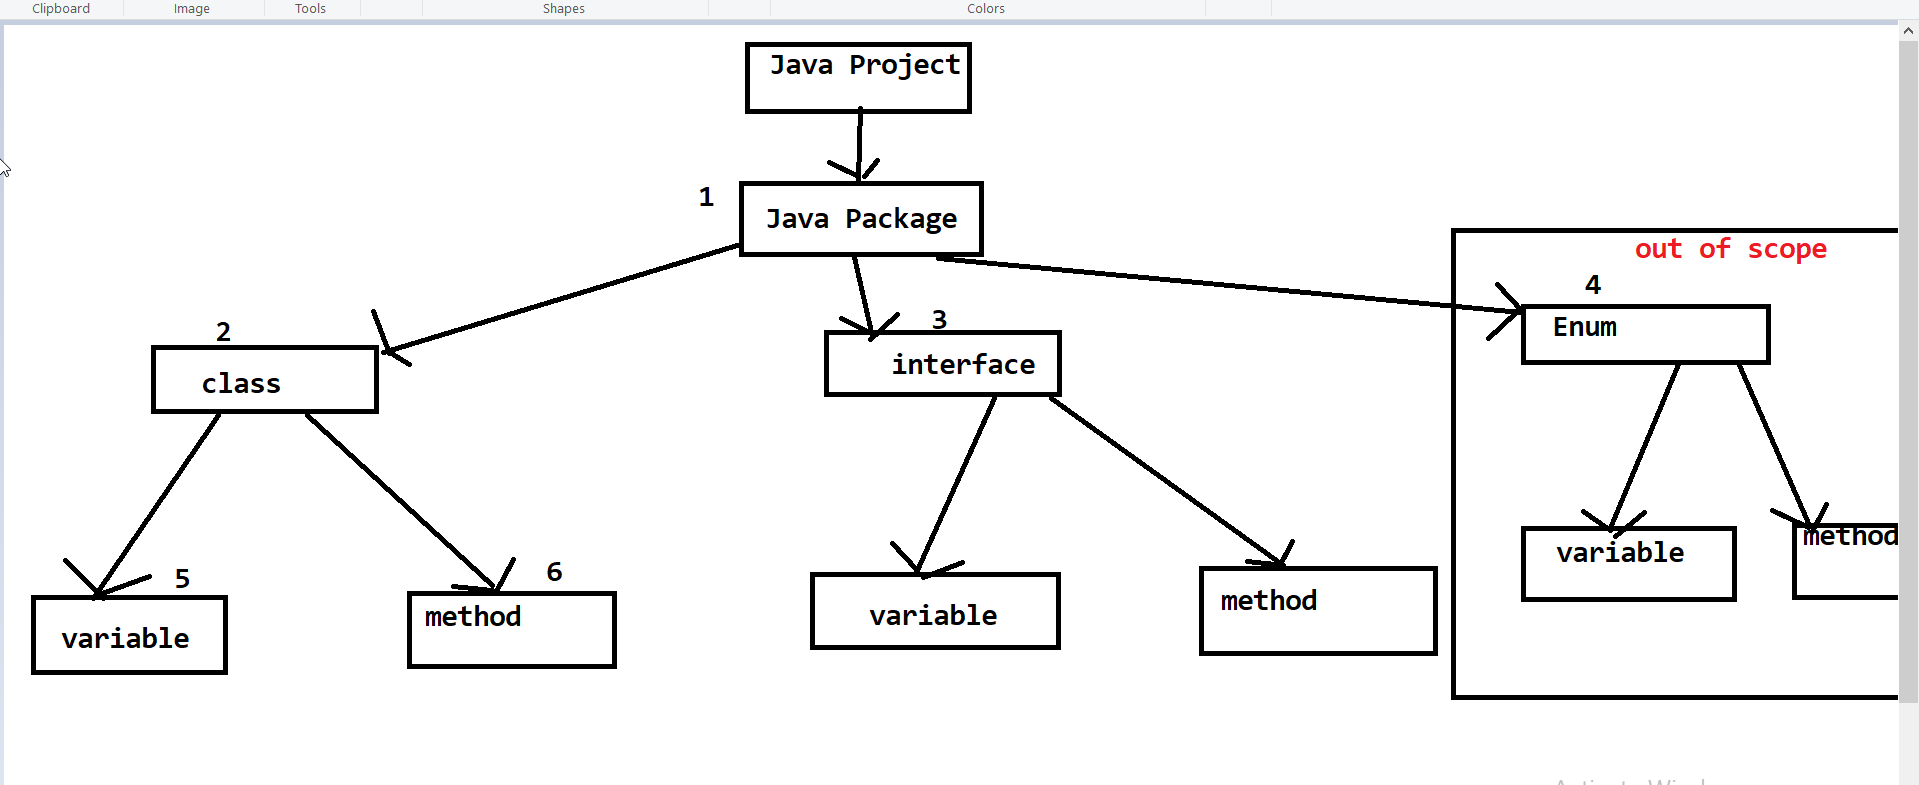 Clipboard
Image
Tools
Shapes
Colors
Java Project
1
Java Package
out of scope
4
Enum
2
class
3
interface
5
variable
6
method
variable
method
variable
method